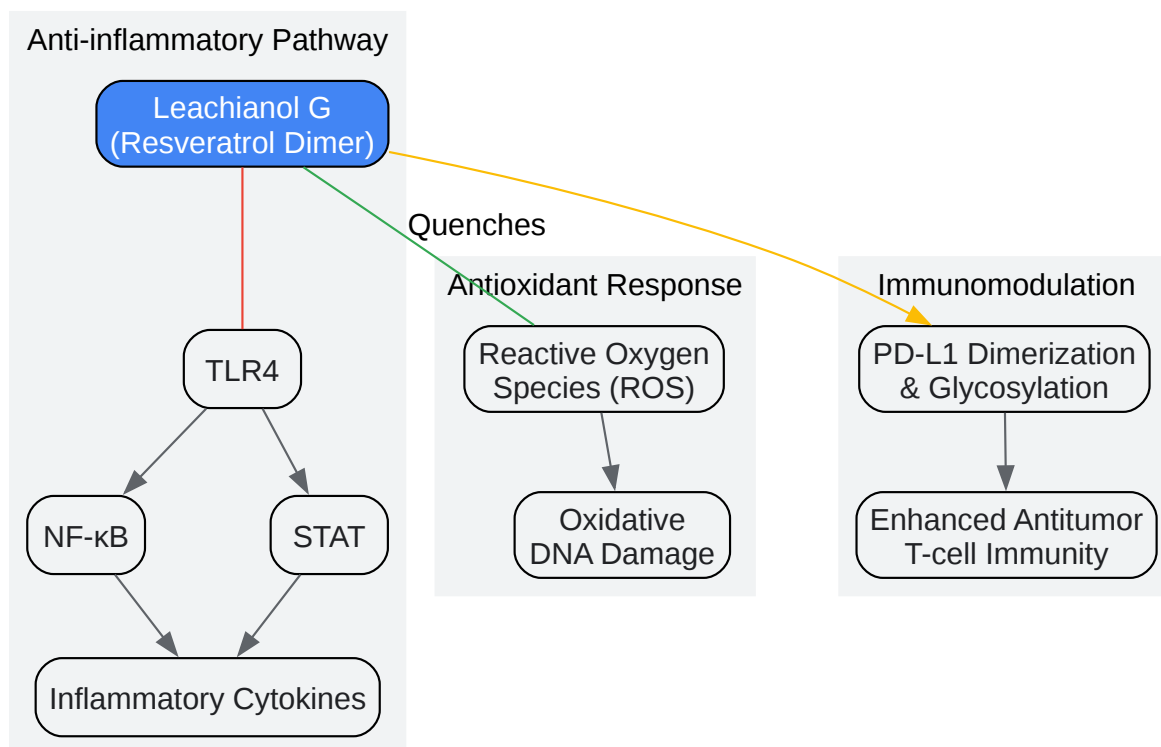 Anti-inflammatory Pathway
Leachianol G
(Resveratrol Dimer)
Quenches
Antioxidant Response
Immunomodulation
TLR4
Reactive Oxygen
Species (ROS)
PD-L1 Dimerization
& Glycosylation
NF-κB
STAT
Oxidative
DNA Damage
Enhanced Antitumor
T-cell Immunity
Inflammatory Cytokines